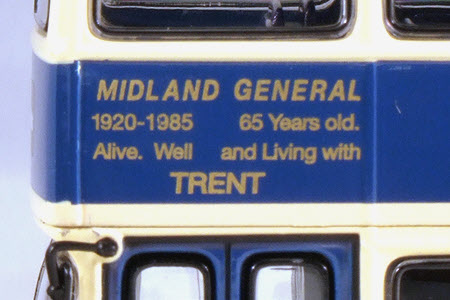 MIDLAND GENERAL
1920-1985 65 Years old.
Alive. Well and Living with
TRENT